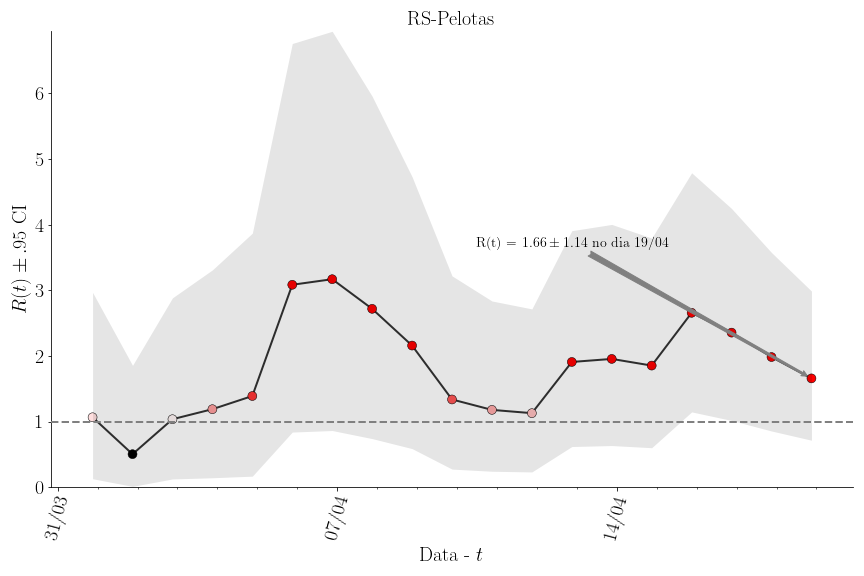 RS-Pelotas
R(t) ± .95 CI
6
5
4
3
2
1
0
R(t) = 1.66 ± 1.14 no dia 19/04
31/03
07/04
14/04
Data - t